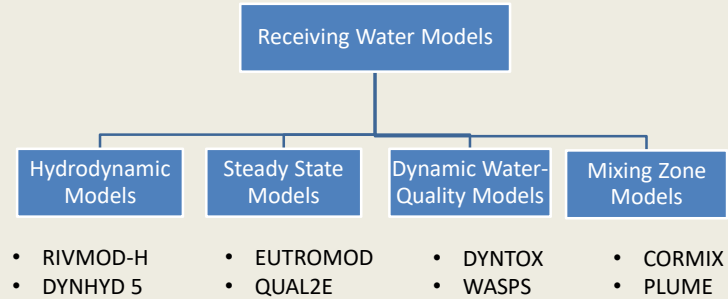 Receiving Water Models
Hydrodynamic
Models
Steady State
Models
Dynamic Water-
Quality Models
Mixing Zone
Models
• RIVMOD-H
• DYNHYD 5
• EUTROMOD
• QUAL2E
• DYNTOX
• WASPS
• CORMIX
• PLUME